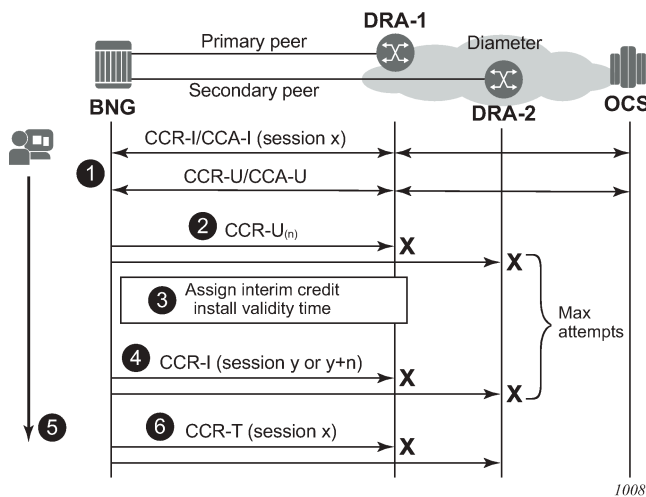 DRA-1
Primary peer
Diameter
Secondary peer
BNG
DRA-2
OCS
CCR-I/CCA-I (session x)
1
CCR-U/CCA-U
2 CCR-U(n)
X
X
3 Assign interim credit
install validity time
Max
attempts
4 CCR-I (session y or y+n)
X
X
5
6 CCR-T (session x)
X
1008